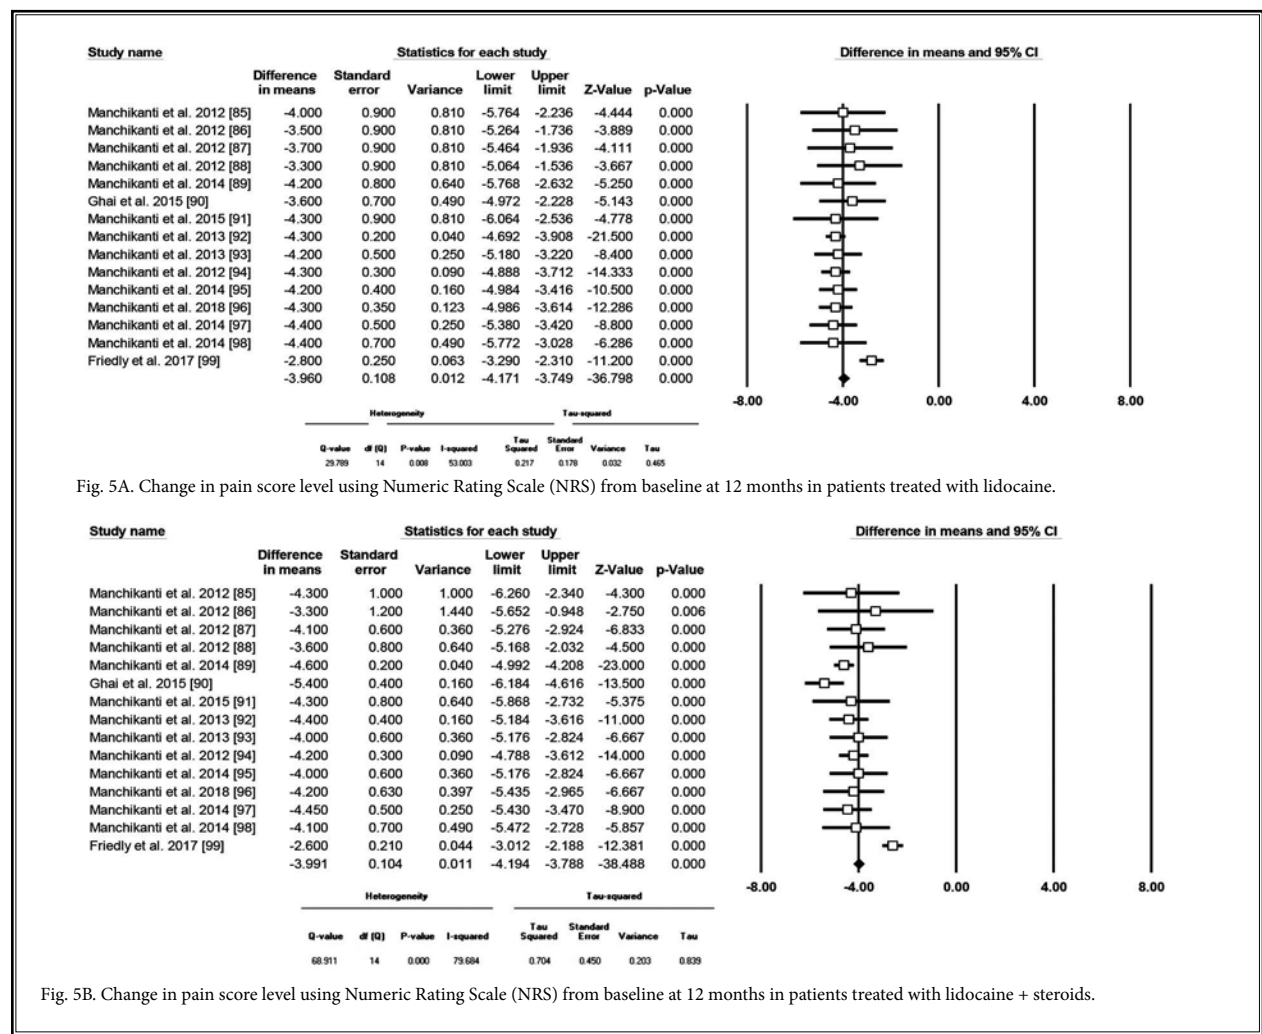 Study name Statistics for each study Difference in means and 95% CI
Difference Standard Lower Upper
in means error Variance limit limit Z-Value p-Value
Manchikanti et al. 2012 [85] -4.000 0.900 0.810 -5.764 -2.236 -4.444 0.000
Manchikanti et al. 2012 [86] -3.500 0.900 0.810 -5.264 -1.736 -3.889 0.000
Manchikanti et al. 2012 [87] -3.700 0.900 0.810 -5.464 -1.936 -4.111 0.000
Manchikanti et al. 2012 [88] -3.300 0.900 0.810 -5.064 -1.536 -3.667 0.000
Manchikanti et al. 2014 [89] -4.200 0.800 0.640 -5.768 -2.632 -5.250 0.000
Ghai et al. 2015 [90] -3.600 0.700 0.490 -4.972 -2.228 -5.143 0.000
Manchikanti et al. 2015 [91] -4.300 0.900 0.810 -6.064 -2.536 -4.778 0.000
Manchikanti et al. 2013 [92] -4.300 0.200 0.040 -4.692 -3.908 -21.500 0.000
Manchikanti et al. 2013 [93] -4.200 0.500 0.250 -5.180 -3.220 -8.400 0.000
Manchikanti et al. 2012 [94] -4.300 0.300 0.090 -4.888 -3.712 -14.333 0.000
Manchikanti et al. 2014 [95] -4.200 0.400 0.160 -4.984 -3.416 -10.500 0.000
Manchikanti et al. 2018 [96] -4.300 0.350 0.123 -4.986 -3.614 -12.286 0.000
Manchikanti et al. 2014 [97] -4.400 0.500 0.250 -5.380 -3.420 -8.800 0.000
Manchikanti et al. 2014 [98] -4.400 0.700 0.490 -5.772 -3.028 -6.286 0.000
Friedly et al. 2017 [99] -2.800 0.250 0.063 -3.290 -2.310 -11.200 0.000
-3.960 0.108 0.012 -4.171 -3.749 -36.798 0.000
-8.00 -4.00 0.00 4.00 8.00
Heterogeneity Tau-squared
Tau Standard
Q-value df (Q) P-value I-squared Squared Error Variance Tau
29.789 14 0.008 53.003 0.217 0.178 0.032 0.465
Fig. 5A. Change in pain score level using Numeric Rating Scale (NRS) from baseline at 12 months in patients treated with lidocaine.
Study name Statistics for each study Difference in means and 95% CI
Difference Standard Lower Upper
in means error Variance limit limit Z-Value p-Value
Manchikanti et al. 2012 [85] -4.300 1.000 1.000 -6.260 -2.340 -4.300 0.000
Manchikanti et al. 2012 [86] -3.300 1.200 1.440 -5.652 -0.948 -2.750 0.006
Manchikanti et al. 2012 [87] -4.100 0.600 0.360 -5.276 -2.924 -6.833 0.000
Manchikanti et al. 2012 [88] -3.600 0.800 0.640 -5.168 -2.032 -4.500 0.000
Manchikanti et al. 2014 [89] -4.600 0.200 0.040 -4.992 -4.208 -23.000 0.000
Ghai et al. 2015 [90] -5.400 0.400 0.160 -6.184 -4.616 -13.500 0.000
Manchikanti et al. 2015 [91] -4.300 0.800 0.640 -5.868 -2.732 -5.375 0.000
Manchikanti et al. 2013 [92] -4.400 0.400 0.160 -5.184 -3.616 -11.000 0.000
Manchikanti et al. 2013 [93] -4.000 0.600 0.360 -5.176 -2.824 -6.667 0.000
Manchikanti et al. 2012 [94] -4.200 0.300 0.090 -4.788 -3.612 -14.000 0.000
Manchikanti et al. 2014 [95] -4.000 0.600 0.360 -5.176 -2.824 -6.667 0.000
Manchikanti et al. 2018 [96] -4.200 0.630 0.397 -5.435 -2.965 -6.667 0.000
Manchikanti et al. 2014 [97] -4.450 0.500 0.250 -5.430 -3.470 -8.900 0.000
Manchikanti et al. 2014 [98] -4.100 0.700 0.490 -5.472 -2.728 -5.857 0.000
Friedly et al. 2017 [99] -2.600 0.210 0.044 -3.012 -2.188 -12.381 0.000
-3.991 0.104 0.011 -4.194 -3.788 -38.488 0.000
-8.00 -4.00 0.00 4.00 8.00
Heterogeneity Tau-squared
Tau Standard
Q-value df (Q) P-value I-squared Squared Error Variance Tau
68.911 14 0.000 79.684 0.704 0.450 0.203 0.839
Fig. 5B. Change in pain score level using Numeric Rating Scale (NRS) from baseline at 12 months in patients treated with lidocaine + steroids.